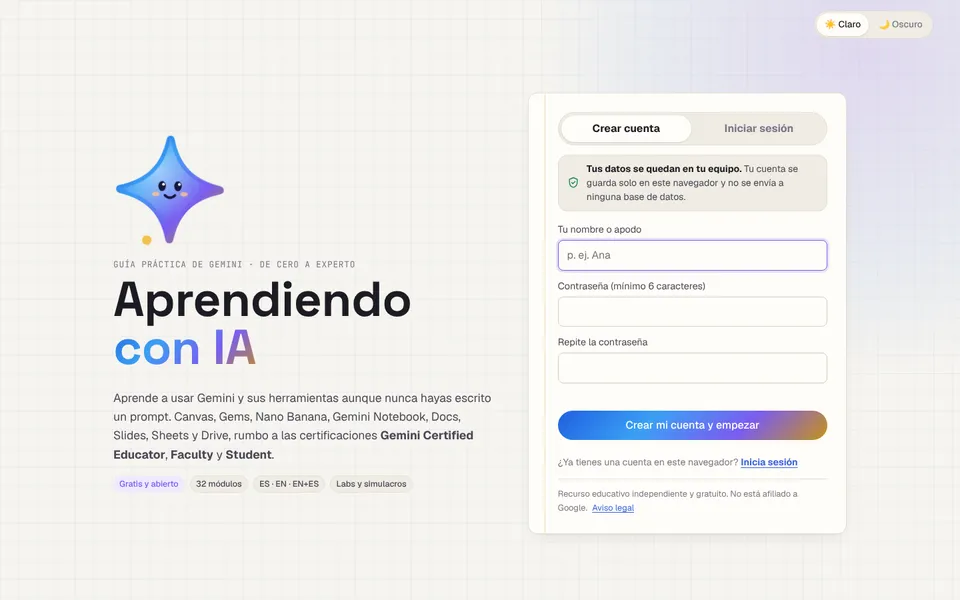 ☀️ Claro
🌙 Oscuro
GUÍA PRÁCTICA DE GEMINI · DE CERO A EXPERTO
Aprendiendo
con IA
Aprende a usar Gemini y sus herramientas aunque nunca hayas escrito
un prompt. Canvas, Gems, Nano Banana, Gemini Notebook, Docs,
Slides, Sheets y Drive, rumbo a las certificaciones Gemini Certified
Educator, Faculty y Student.
Gratis y abierto
32 módulos
ES · EN · EN+ES
Labs y simulacros
Crear cuenta
Iniciar sesión
Tus datos se quedan en tu equipo. Tu cuenta se
guarda solo en este navegador y no se envía a
ninguna base de datos.
Tu nombre o apodo
p. ej. Ana
Contraseña (mínimo 6 caracteres)
Repite la contraseña
Crear mi cuenta y empezar
¿Ya tienes una cuenta en este navegador? Inicia sesión
Recurso educativo independiente y gratuito. No está afiliado a
Google. Aviso legal